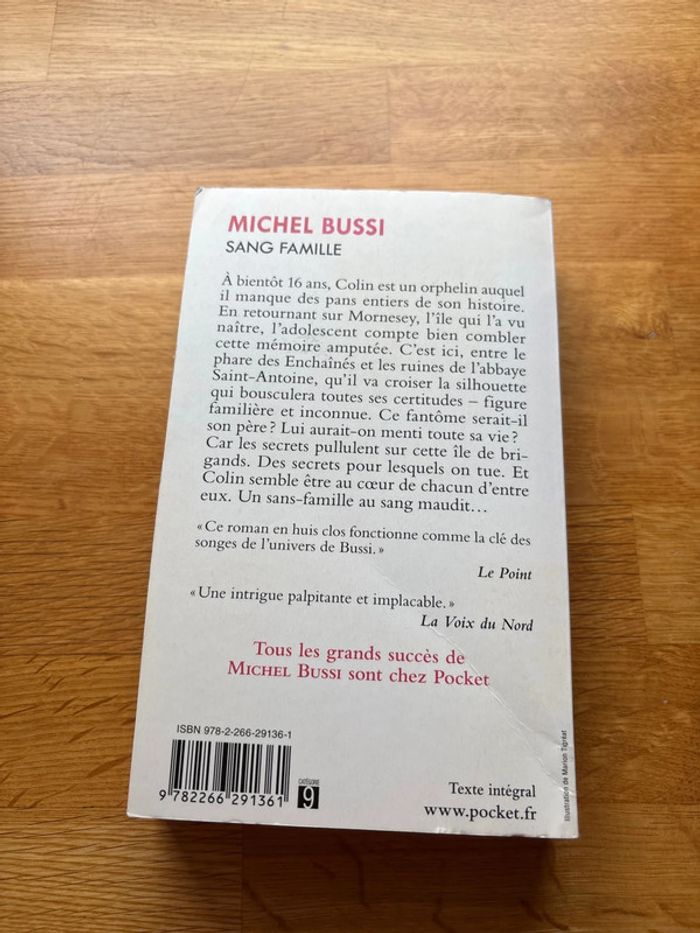 MICHEL BUSSI
SANG FAMILLE
À bientôt 16 ans, Colin est un orphelin auquel
il manque des pans entiers de son histoire.
En retournant sur Mornesey, l'île qui l'a vu
naître, l'adolescent compte bien combler
cette mémoire amputée. C'est ici, entre le
phare des Enchaînés et les ruines de l'abbaye
Saint-Antoine, qu'il va croiser la silhouette
qui bousculera toutes ses certitudes – figure
familière et inconnue. Ce fantôme serait-il
son père ? Lui aurait-on menti toute sa vie ?
Car les secrets pullulent sur cette île de bri-
gands. Des secrets pour lesquels on tue. Et
Colin semble être au cœur de chacun d'entre
eux. Un sans-famille au sang maudit…
« Ce roman en huis clos fonctionne comme la clé des
songes de l'univers de Bussi. »
Le Point
« Une intrigue palpitante et implacable. »
La Voix du Nord
Tous les grands succès de
MICHEL BUSSI sont chez Pocket
ISBN 978-2-266-29136-1
9 782266 291361
CATÉGORIE
9
Texte intégral
www.pocket.fr
Illustration de Marion Tigréat